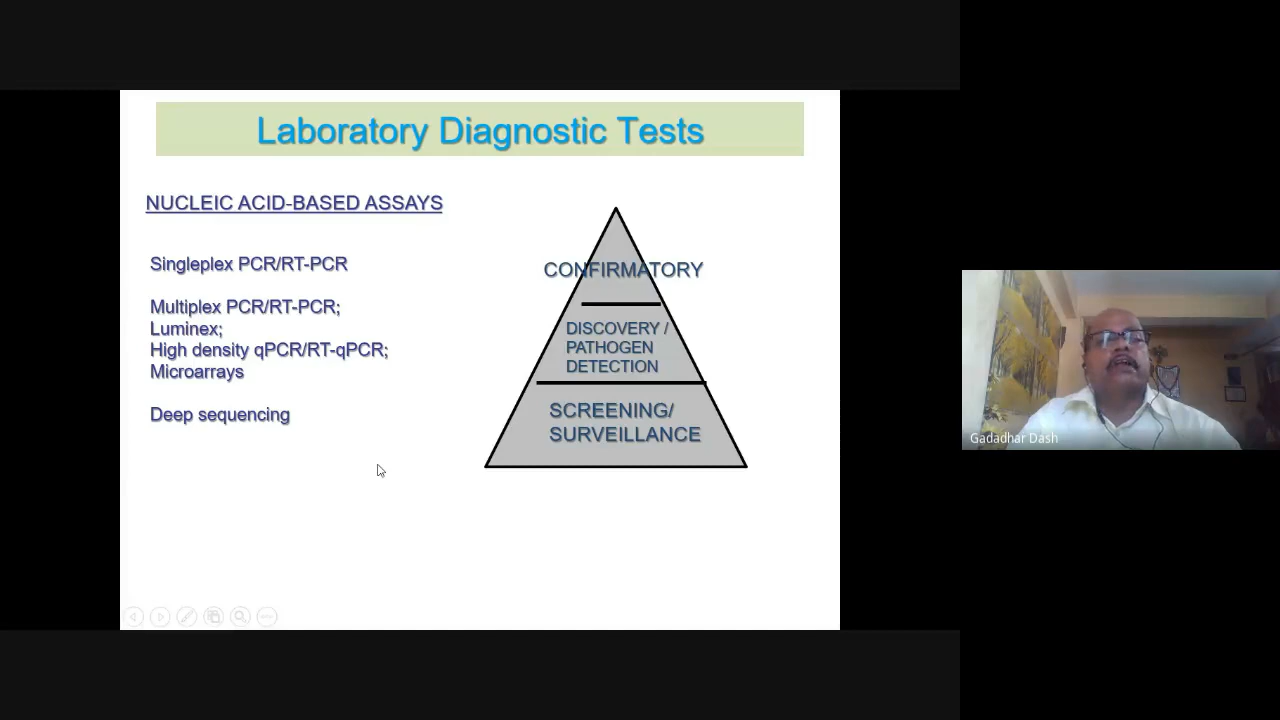 Laboratory Diagnostic Tests
NUCLEIC ACID-BASED ASSAYS
Singleplex PCR/RT-PCR
Multiplex PCR/RT-PCR;
Luminex;
High density qPCR/RT-qPCR;
Microarrays
Deep sequencing
CONFIRMATORY
DISCOVERY /
PATHOGEN
DETECTION
SCREENING/
SURVEILLANCE
Gadadhar Dash